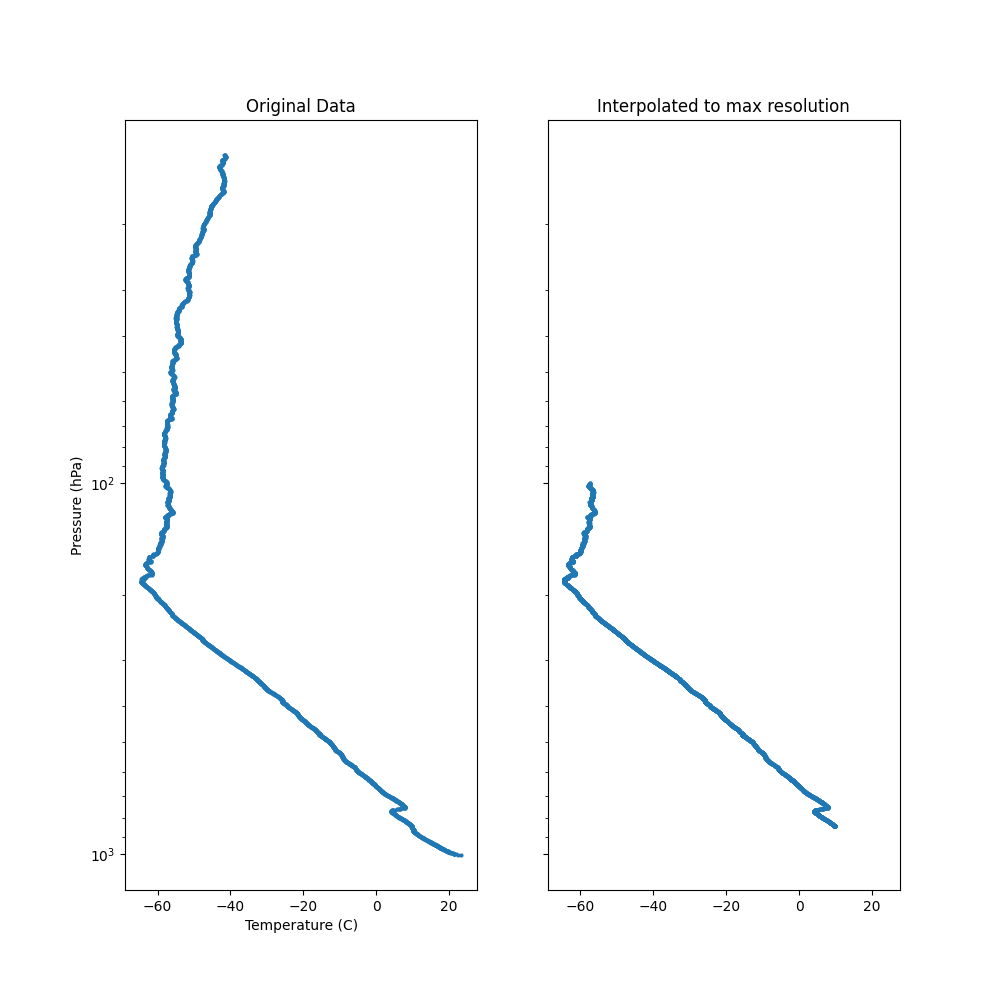 Original Data
Interpolated to max resolution
Pressure (hPa)
10²
10³
−60 −40 −20 0 20
−60 −40 −20 0 20
Temperature (C)